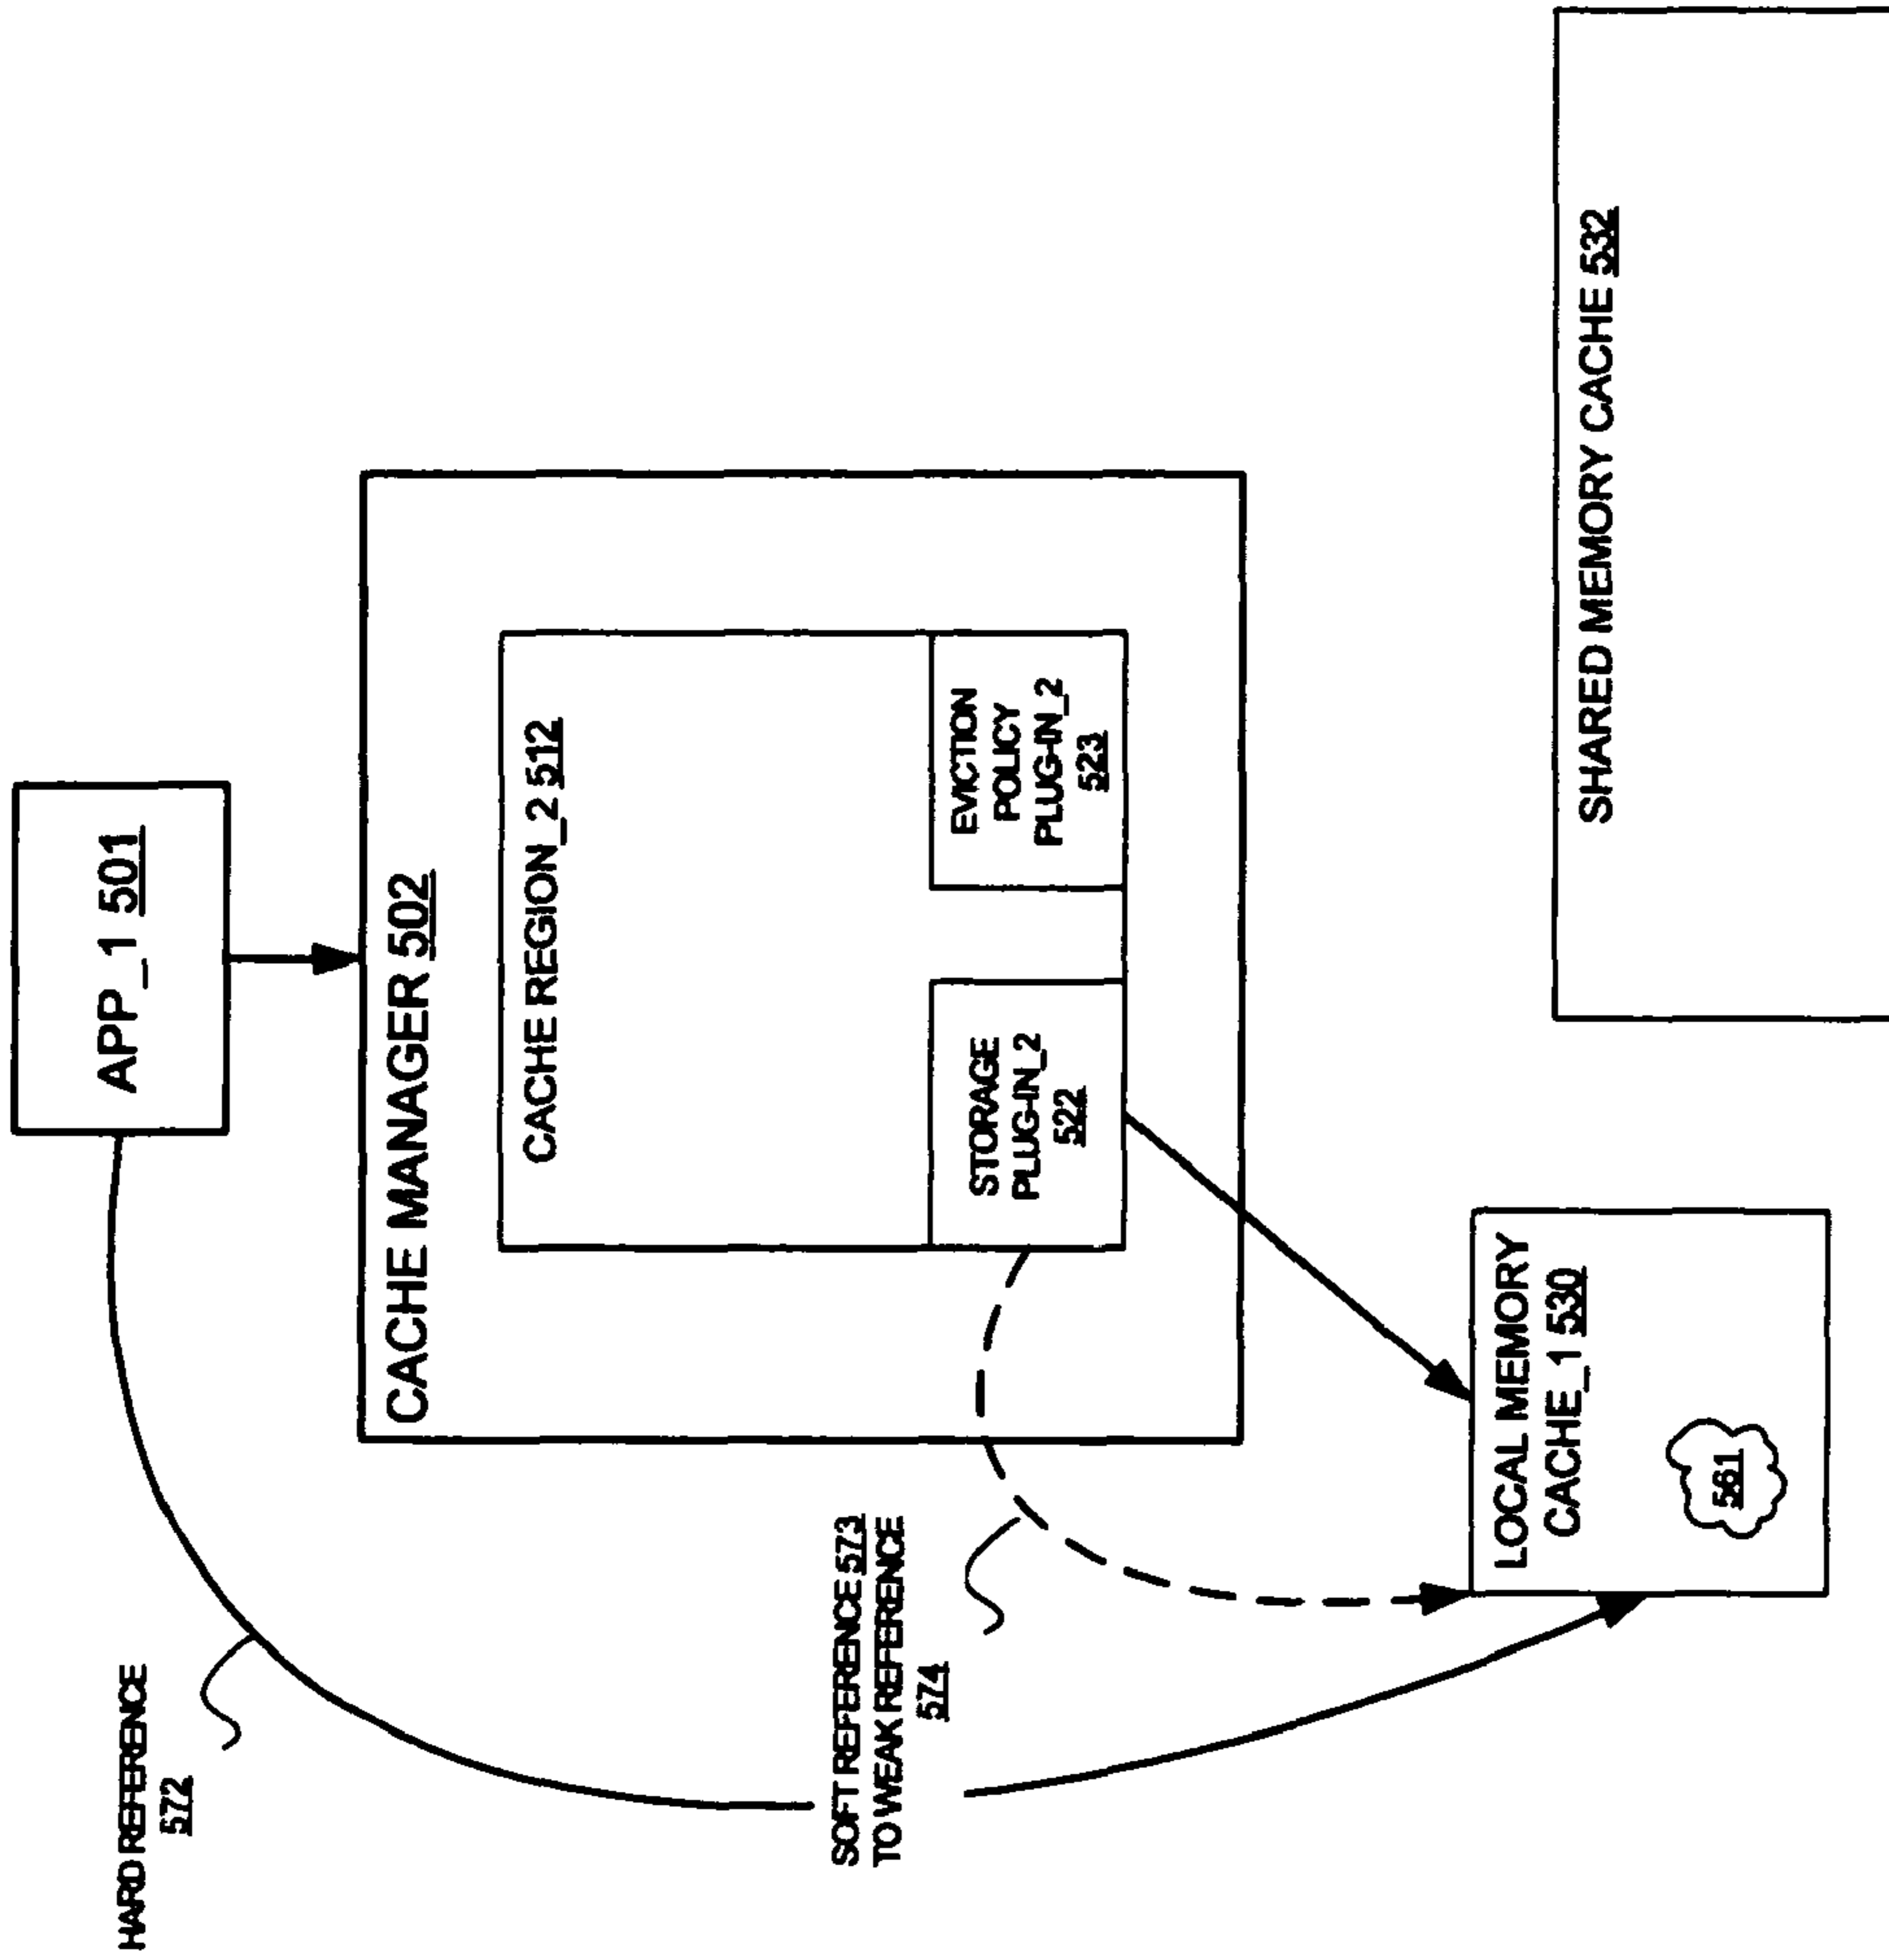 APP_1 501
HARD REFERENCE
572
CACHE MANAGER 502
CACHE REGION_2 512
STORAGE
PLUG-IN_2
522
EVICTION
POLICY
PLUG-IN_2
523
SOFT REFERENCE 573
TO WEAK REFERENCE
574
LOCAL MEMORY
CACHE_1 530
561
SHARED MEMORY CACHE 532